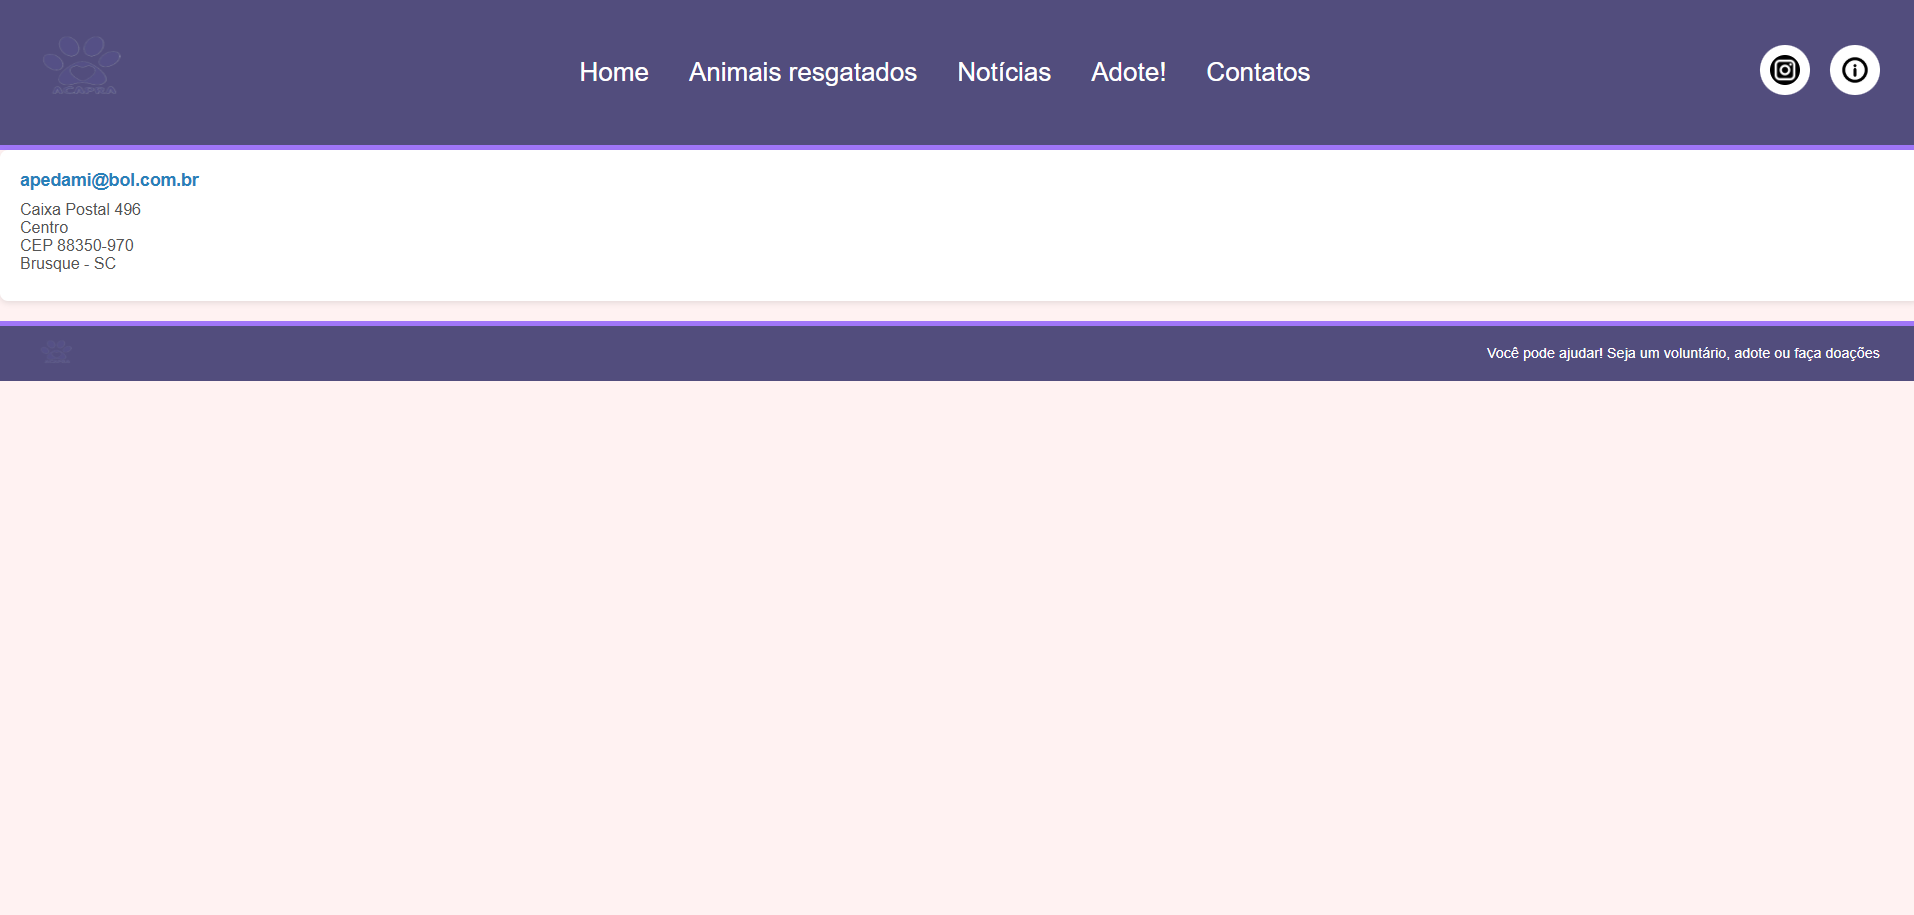 ACAPRA
Home
Animais resgatados
Notícias
Adote!
Contatos
apedami@bol.com.br
Caixa Postal 496
Centro
CEP 88350-970
Brusque - SC
Você pode ajudar! Seja um voluntário, adote ou faça doações